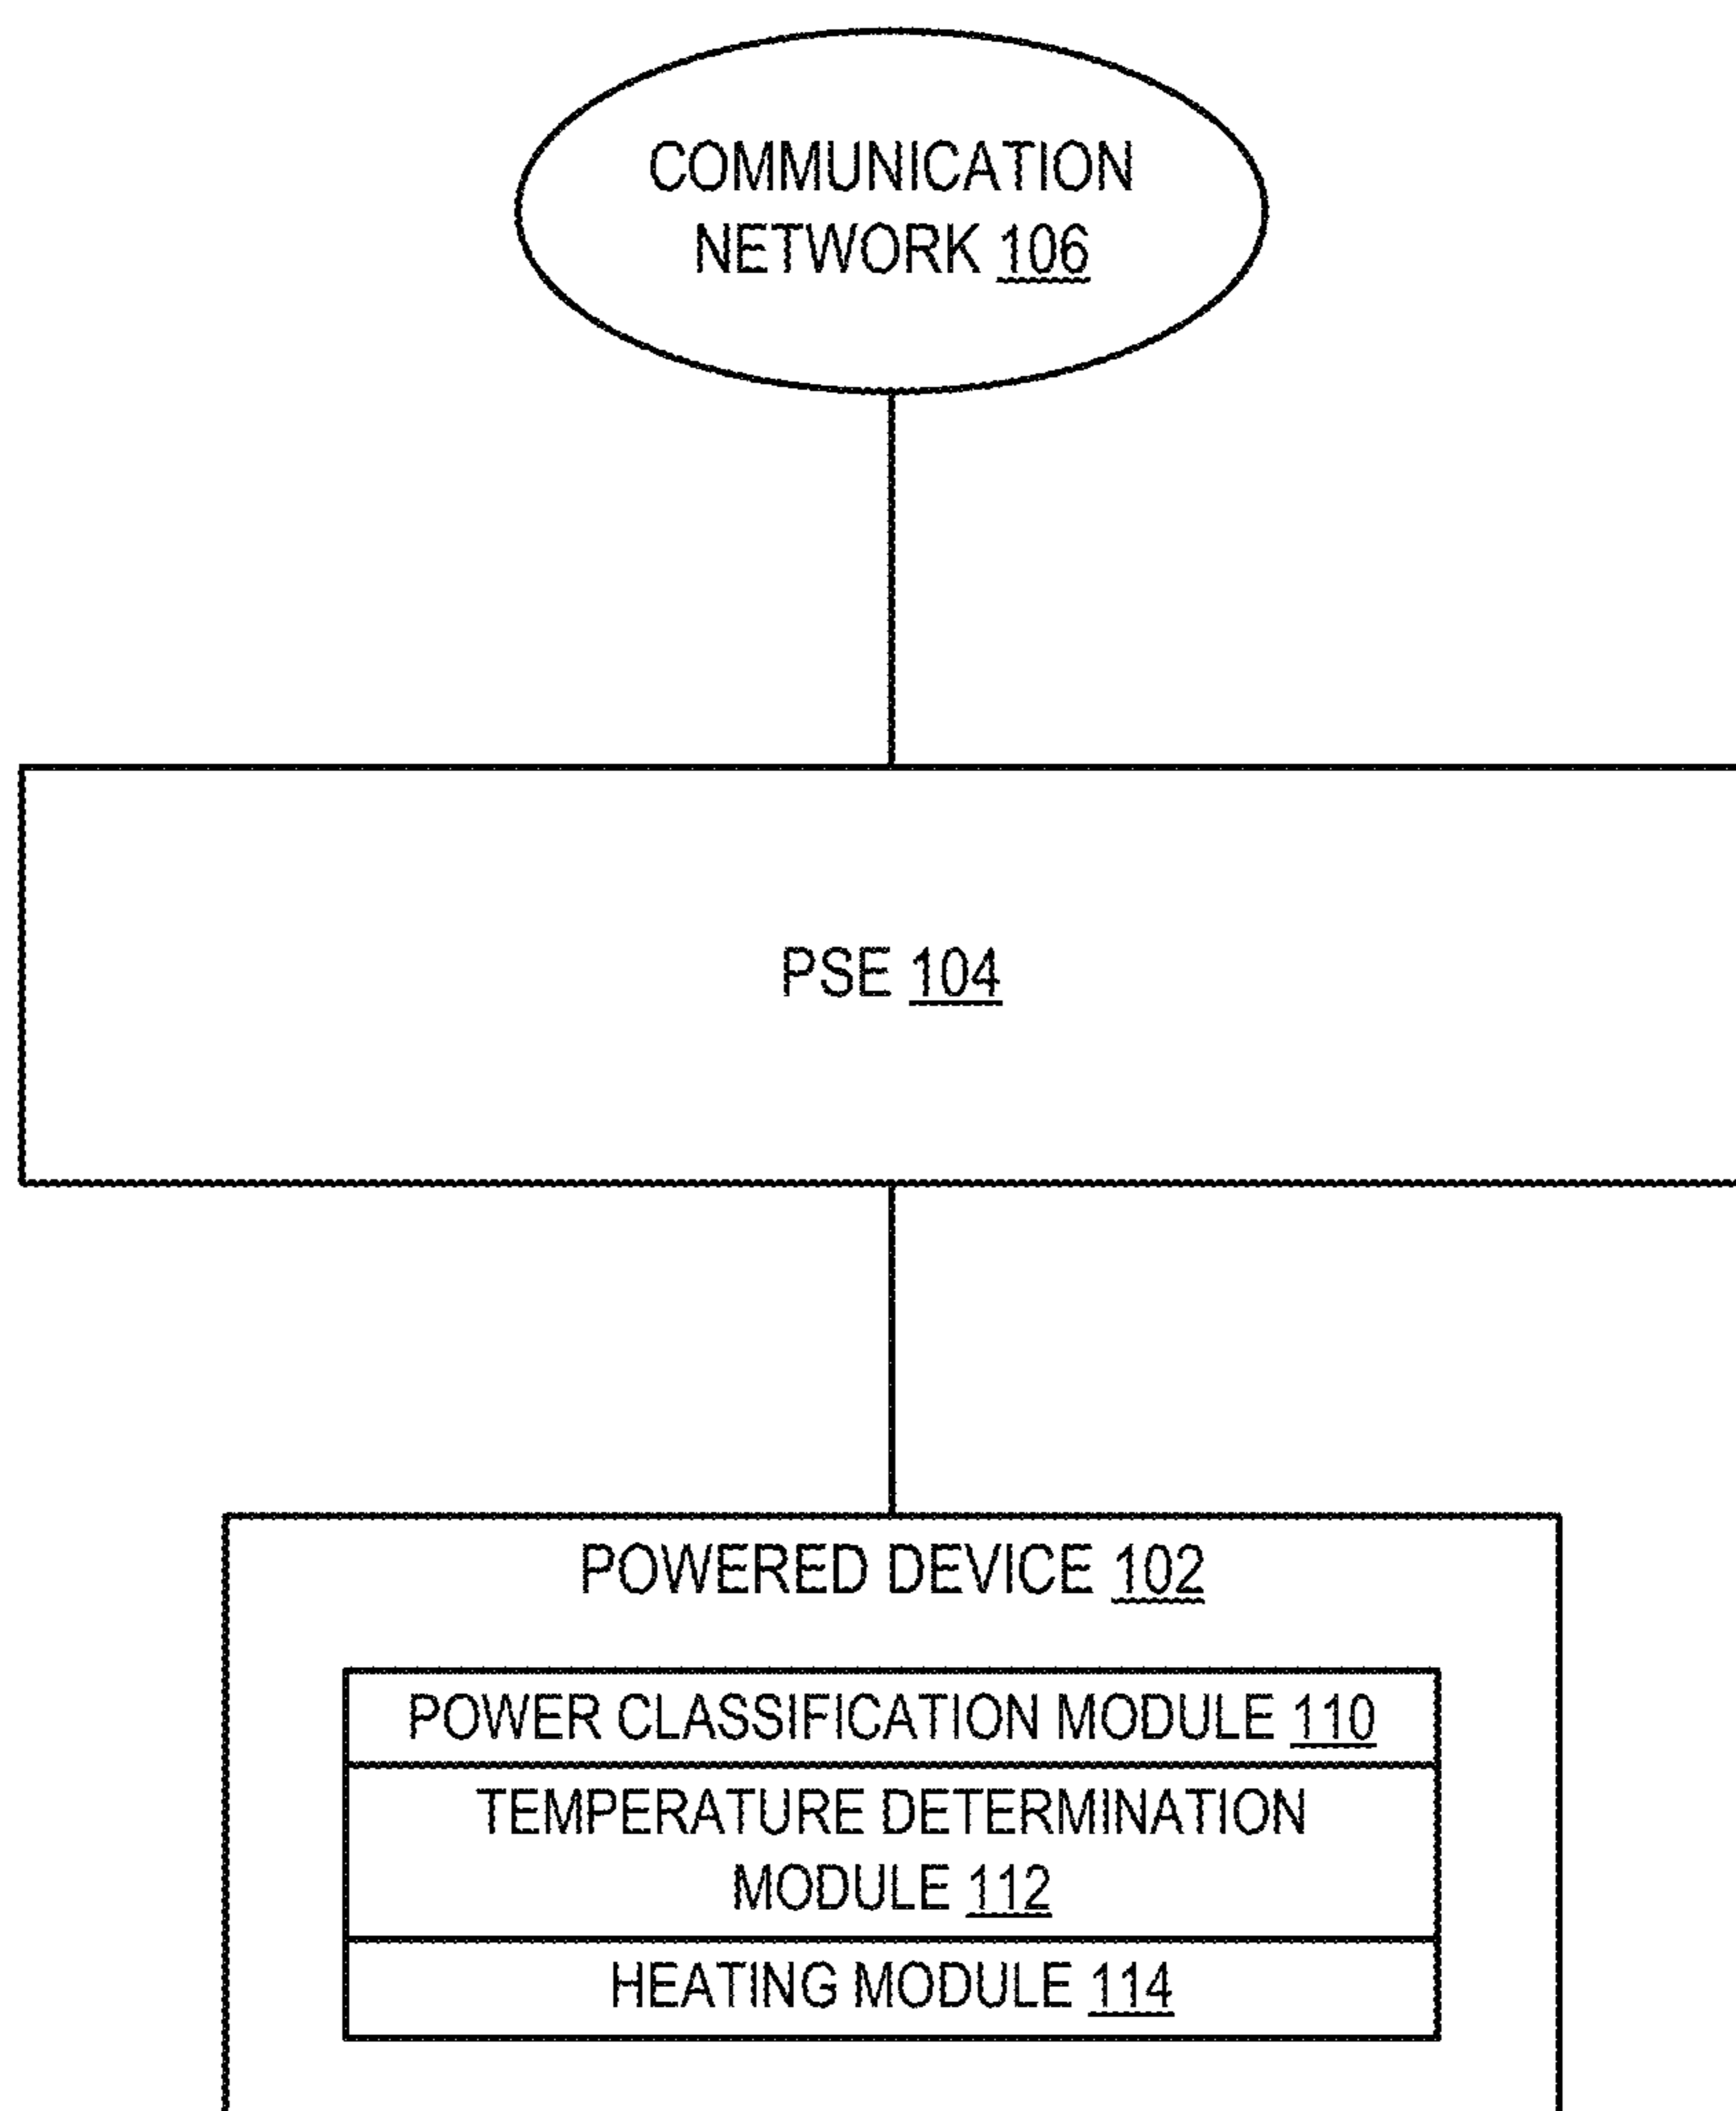 COMMUNICATION
NETWORK 106
PSE 104
POWERED DEVICE 102
POWER CLASSIFICATION MODULE 110
TEMPERATURE DETERMINATION
MODULE 112
HEATING MODULE 114